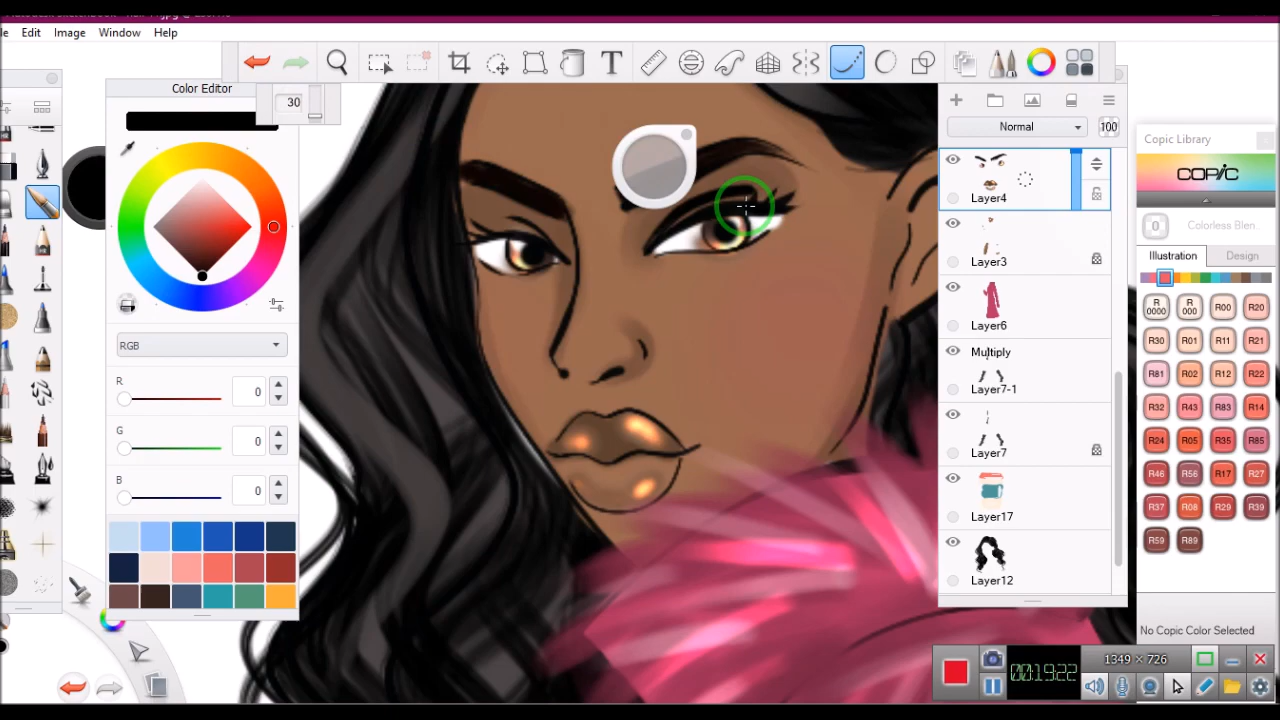 Edit Image Window Help
Color Editor
30
RGB
R 0
G 0
B 0
Normal 100
Layer4
Layer3
Layer6
Multiply
Layer7-1
Layer7
Layer17
Layer12
Copic Library
COPIC
0 Colorless Blen...
Illustration Design
R0000 R000 R00 R20
R30 R01 R11 R21
R81 R02 R12 R22
R32 R43 R83 R14
R24 R05 R35 R85
R46 R56 R17 R27
R37 R08 R29 R39
R59 R89
No Copic Color Selected
1349 × 726
00:19:22